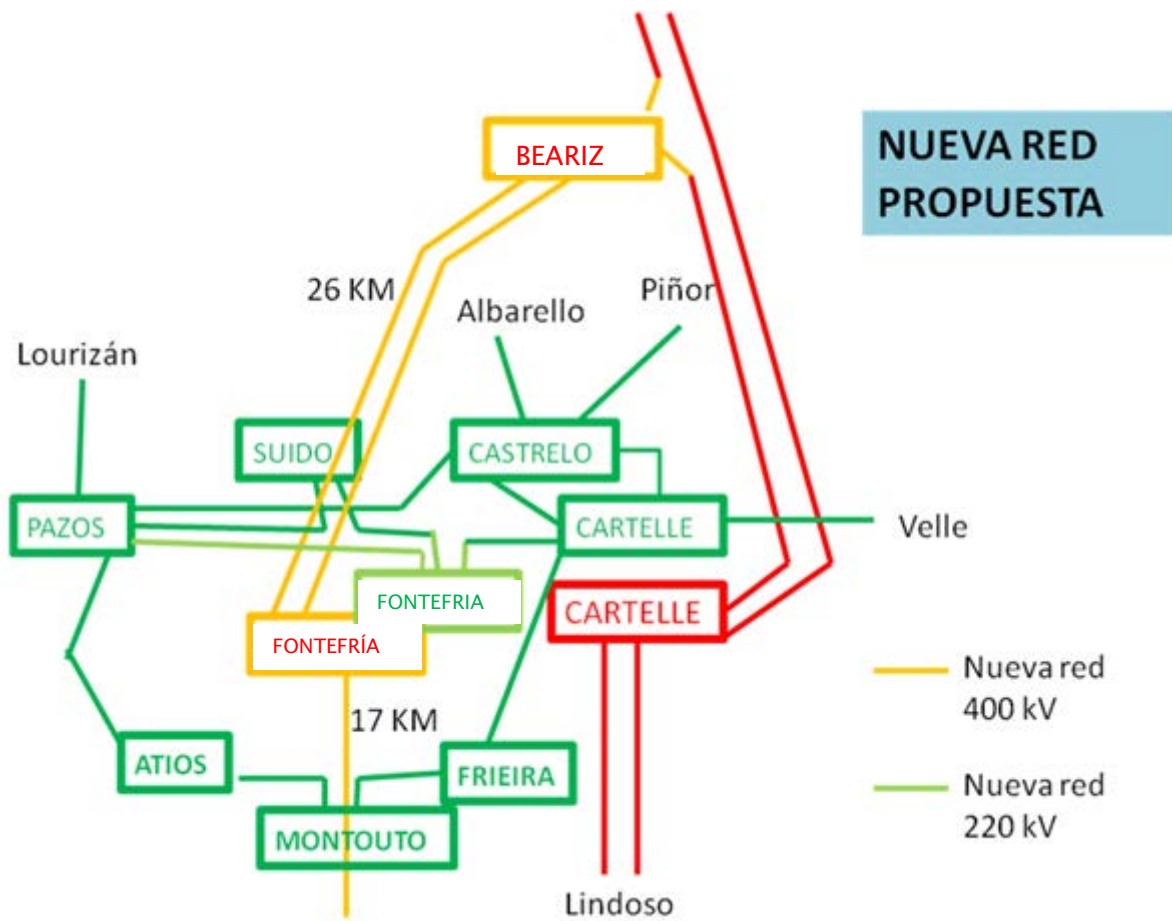 BEARIZ
NUEVA RED
PROPUESTA
26 KM
Piñor
Albarello
Lourizán
SUIDO
CASTRELO
PAZOS
CARTELLE
Velle
FONTEFRIA
CARTELLE
FONTEFRÍA
Nueva red
400 kV
17 KM
ATIOS
FRIEIRA
Nueva red
220 kV
MONTOUTO
Lindoso